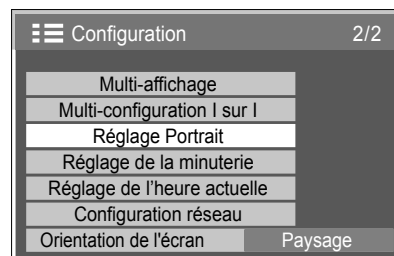 Configuration 2/2
Multi-affichage
Multi-configuration I sur I
Réglage Portrait
Réglage de la minuterie
Réglage de l'heure actuelle
Configuration réseau
Orientation de l'écran Paysage